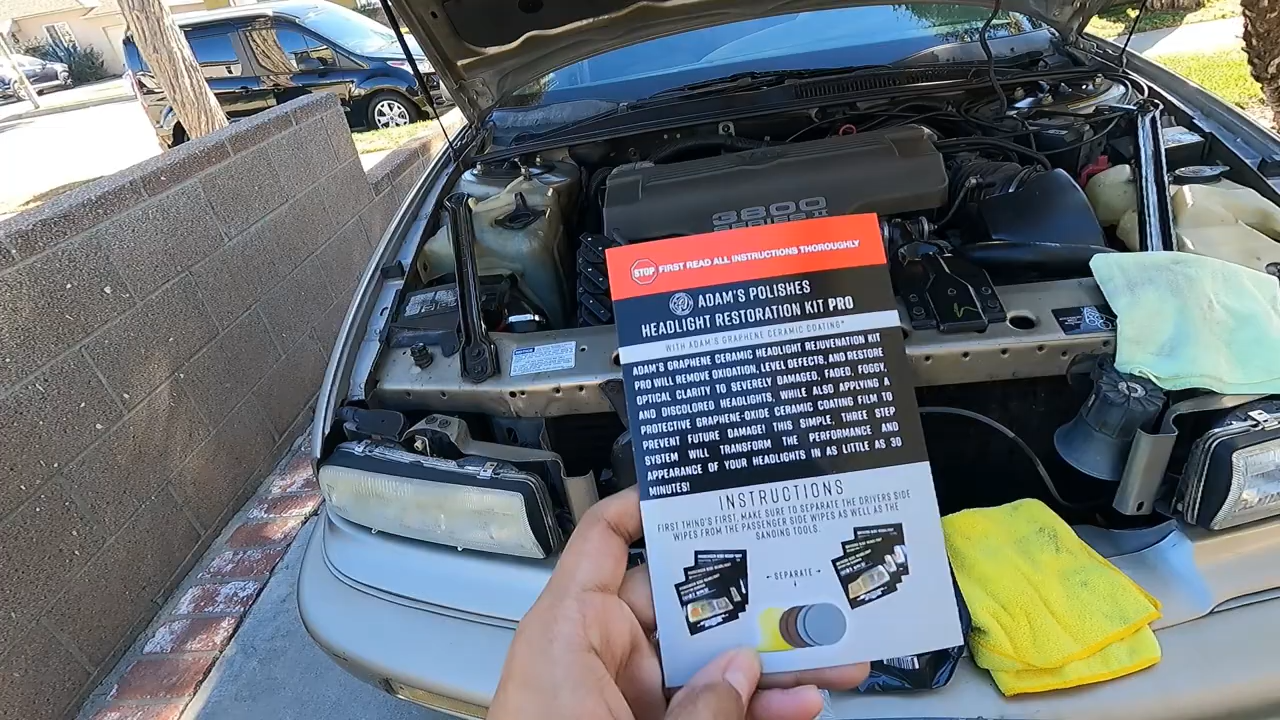 3800
SERIES II
STOP FIRST READ ALL INSTRUCTIONS THOROUGHLY
ADAM'S POLISHES
HEADLIGHT RESTORATION KIT PRO
WITH ADAM'S GRAPHENE CERAMIC COATING*
ADAM'S GRAPHENE CERAMIC HEADLIGHT REJUVENATION KIT
PRO WILL REMOVE OXIDATION, LEVEL DEFECTS, AND RESTORE
OPTICAL CLARITY TO SEVERELY DAMAGED, FADED, FOGGY,
AND DISCOLORED HEADLIGHTS, WHILE ALSO APPLYING A
PROTECTIVE GRAPHENE-OXIDE CERAMIC COATING FILM TO
PREVENT FUTURE DAMAGE! THIS SIMPLE, THREE STEP
SYSTEM WILL TRANSFORM THE PERFORMANCE AND
APPEARANCE OF YOUR HEADLIGHTS IN AS LITTLE AS 30
MINUTES!
INSTRUCTIONS
FIRST THING'S FIRST, MAKE SURE TO SEPARATE THE DRIVERS SIDE
WIPES FROM THE PASSENGER SIDE WIPES AS WELL AS THE
SANDING TOOLS.
SEPARATE